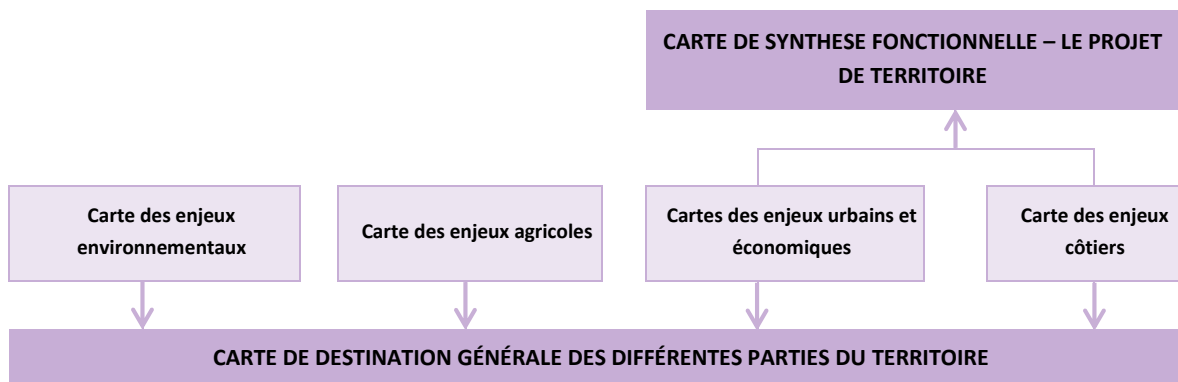 CARTE DE SYNTHESE FONCTIONNELLE – LE PROJET
DE TERRITOIRE
Carte des enjeux
environnementaux
Carte des enjeux agricoles
Cartes des enjeux urbains et
économiques
Carte des enjeux
côtiers
CARTE DE DESTINATION GÉNÉRALE DES DIFFÉRENTES PARTIES DU TERRITOIRE